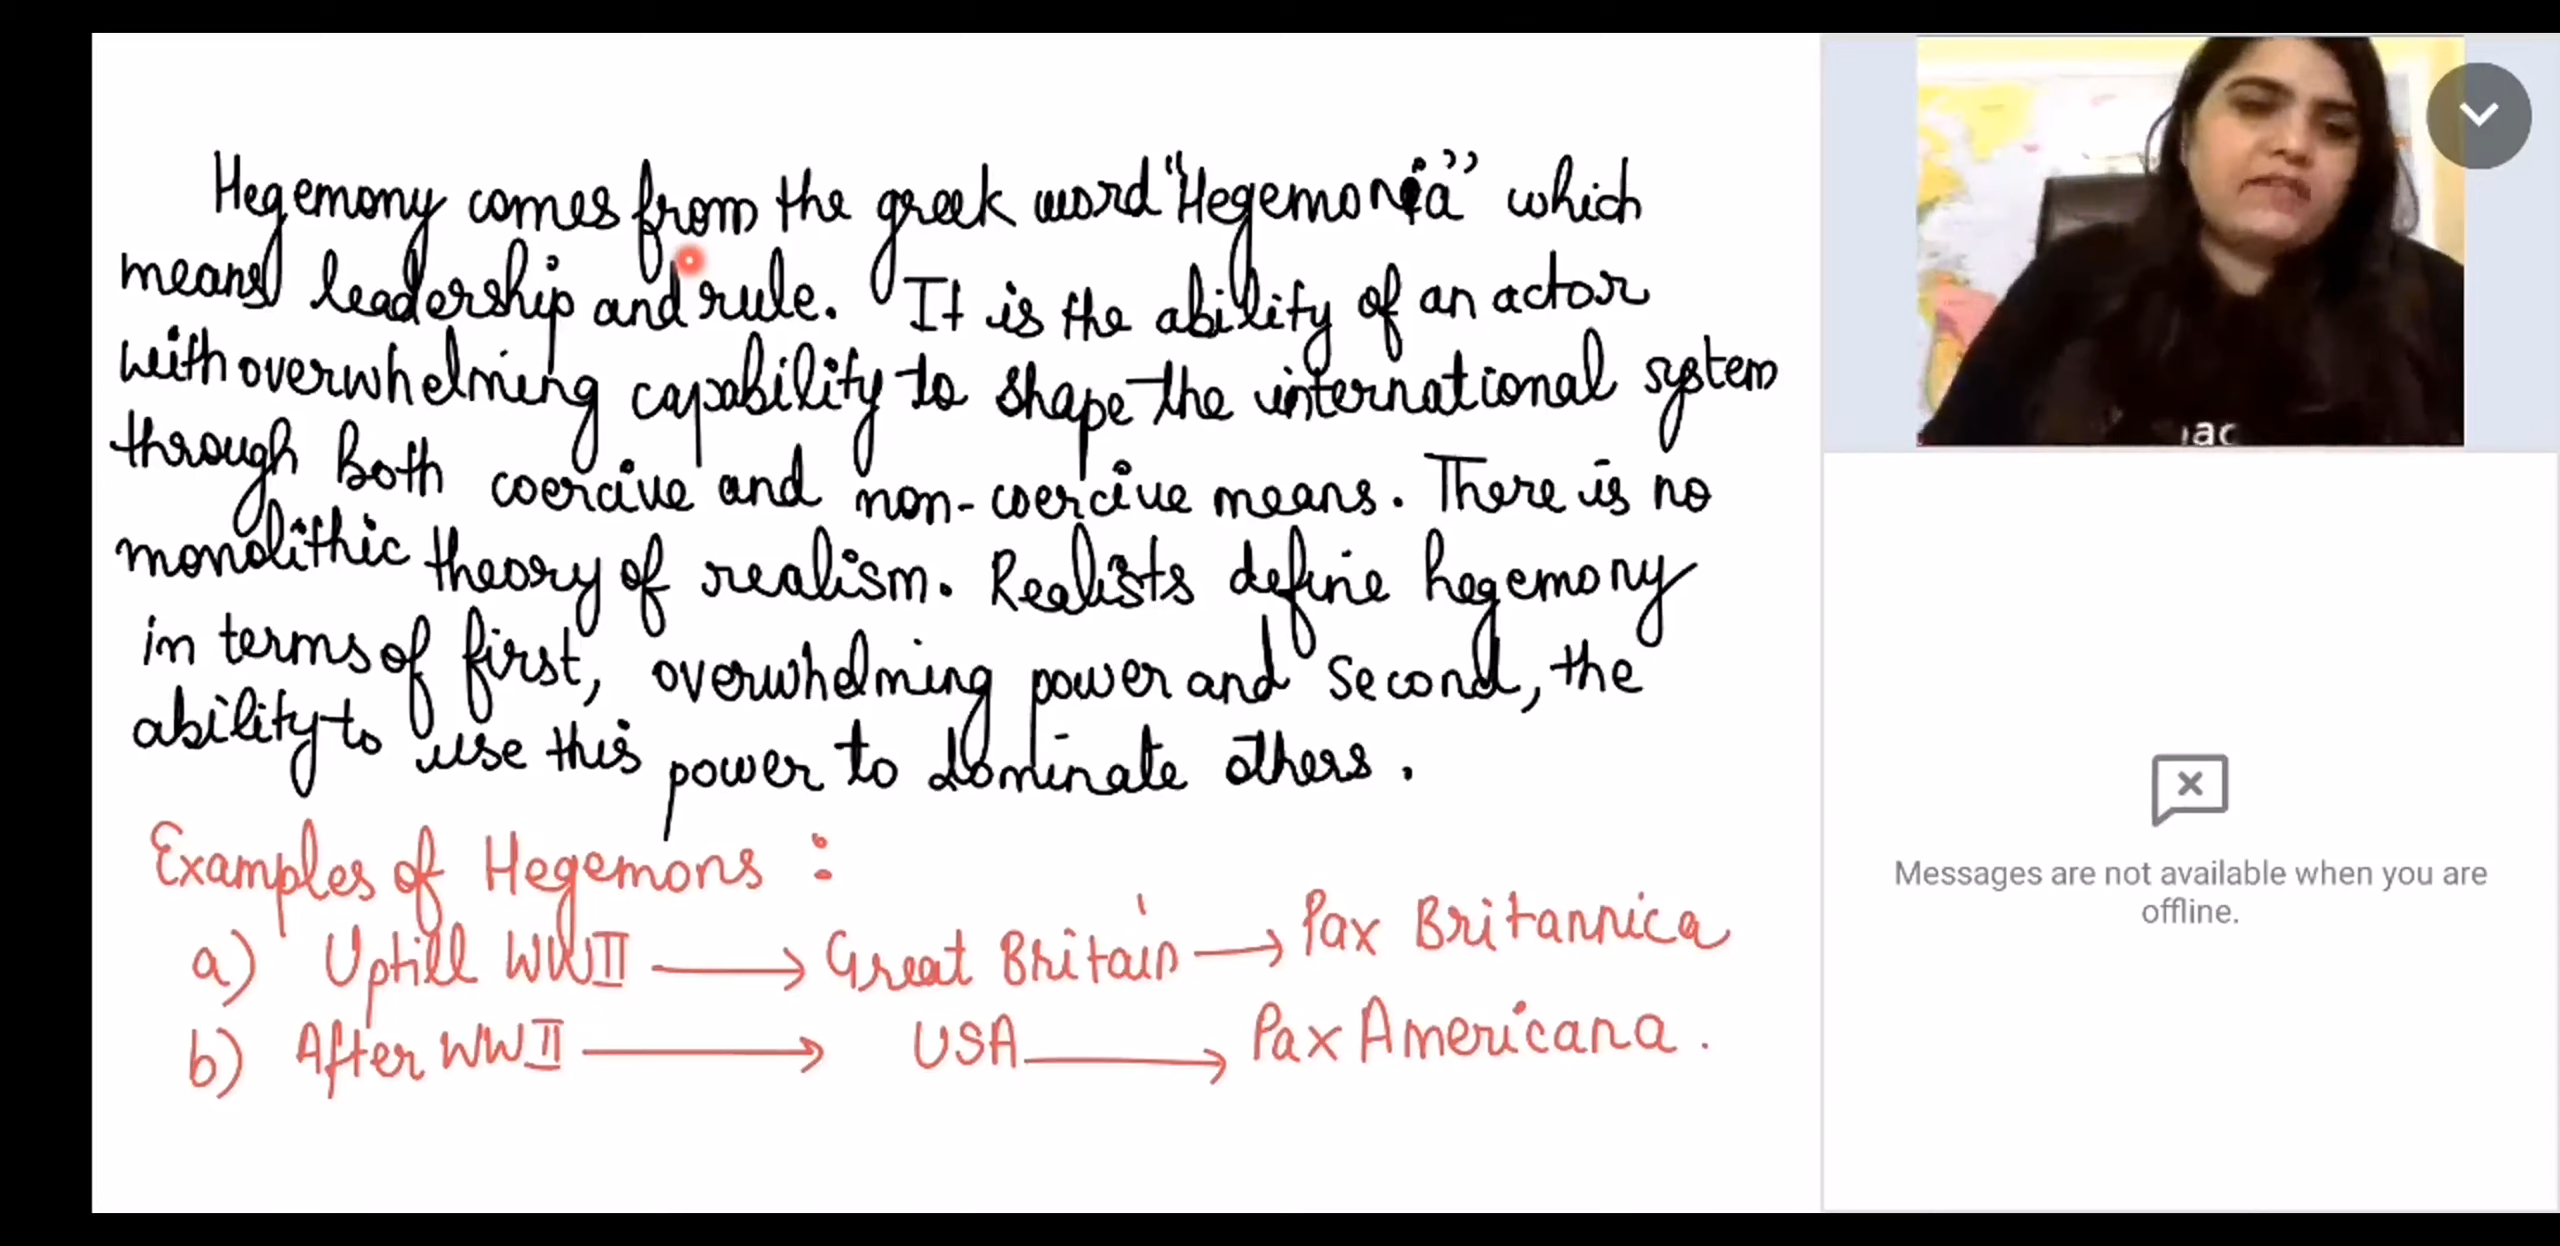 Hegemony comes from the greek word "Hegemonia" which
means leadership and rule. It is the ability of an actor
with overwhelming capability to shape the international system
through both coercive and non-coercive means. There is no
monolithic theory of realism. Realists define hegemony
in terms of first, overwhelming power and second, the
ability to use this power to dominate others.
Examples of Hegemons :
a) Uptill WWII → Great Britain → Pax Britannica
b) After WWII → USA → Pax Americana.
ac
Messages are not available when you are
offline.